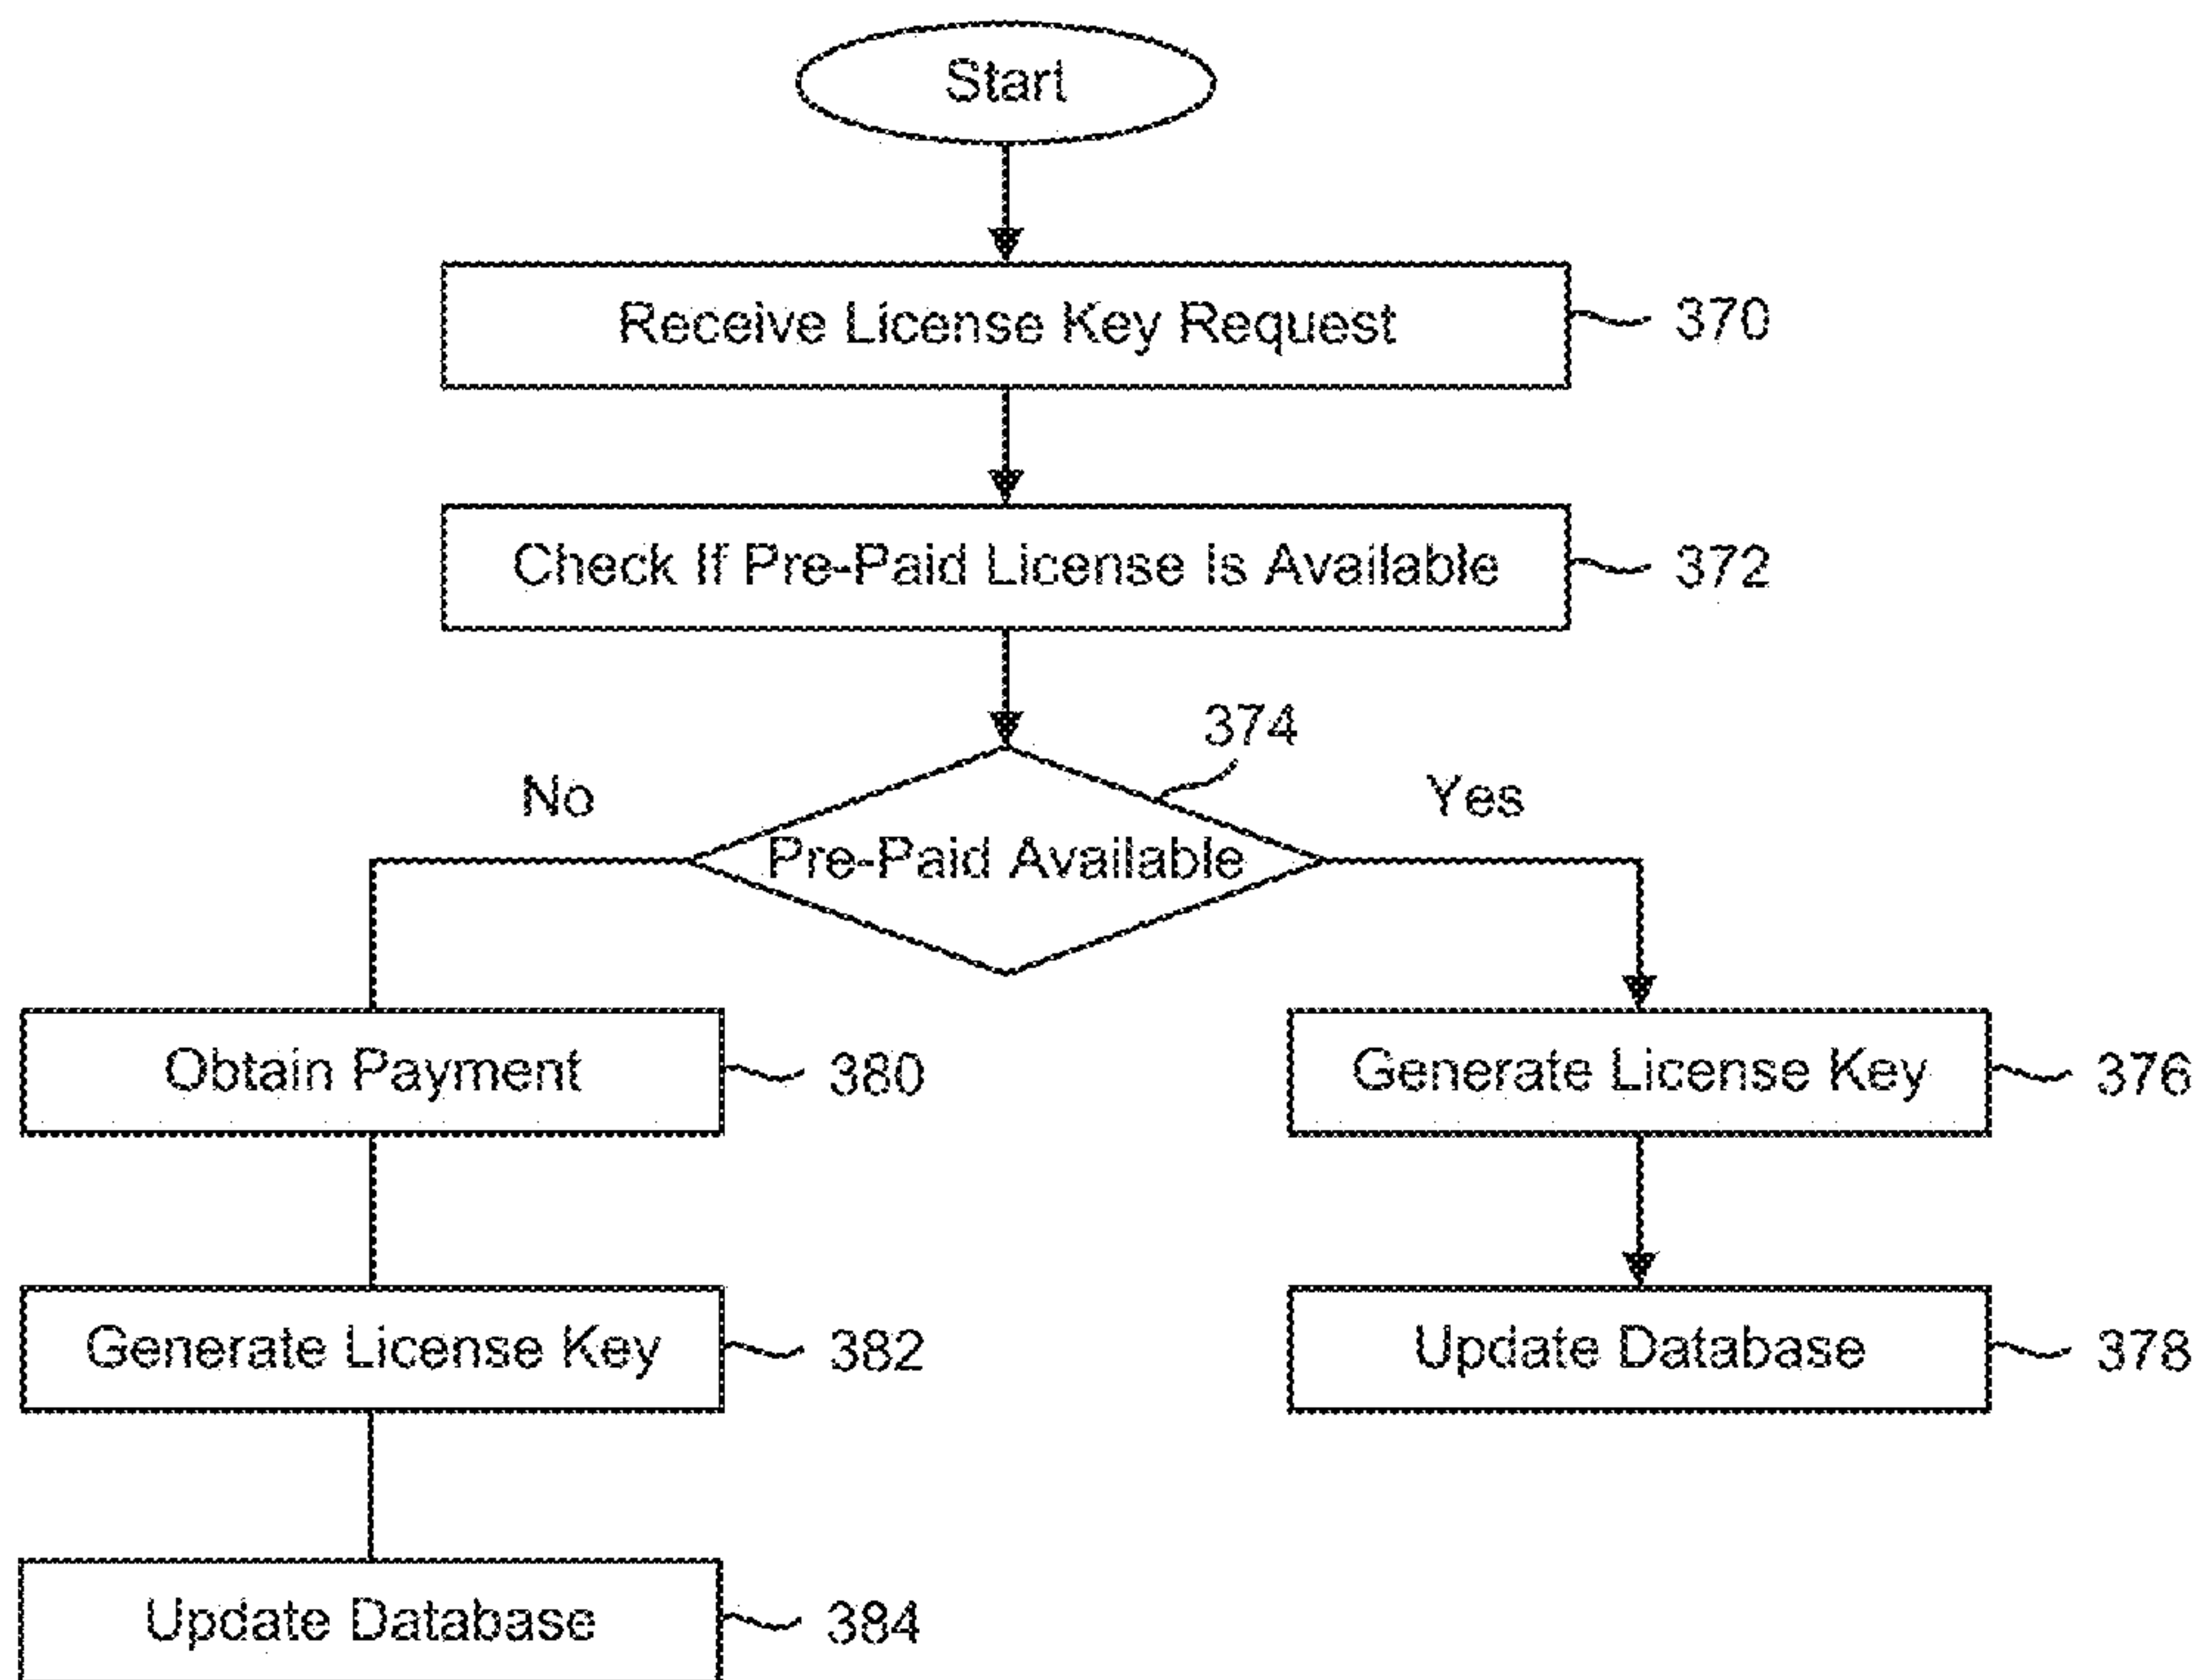 Start
Receive License Key Request
370
Check If Pre-Paid License Is Available
372
374
No
Yes
Pre-Paid Available
Obtain Payment
380
Generate License Key
376
Generate License Key
382
Update Database
378
Update Database
384